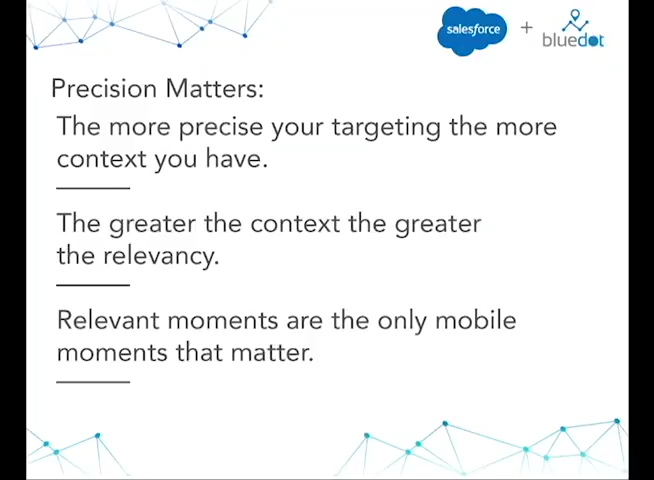 salesforce + bluedot
Precision Matters:
The more precise your targeting the more
context you have.
The greater the context the greater
the relevancy.
Relevant moments are the only mobile
moments that matter.